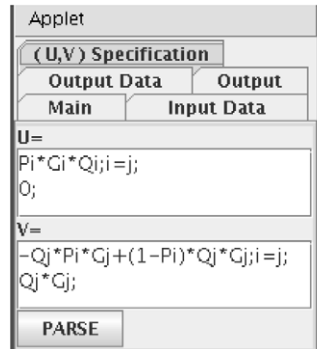 Applet
(U,V) Specification
Output Data Output
Main Input Data
U=
Pi*Gi*Qi;i=j;
0;
V=
-Qj*Pi*Gj+(1-Pi)*Qj*Gj;i=j;
Qj*Gj;
PARSE